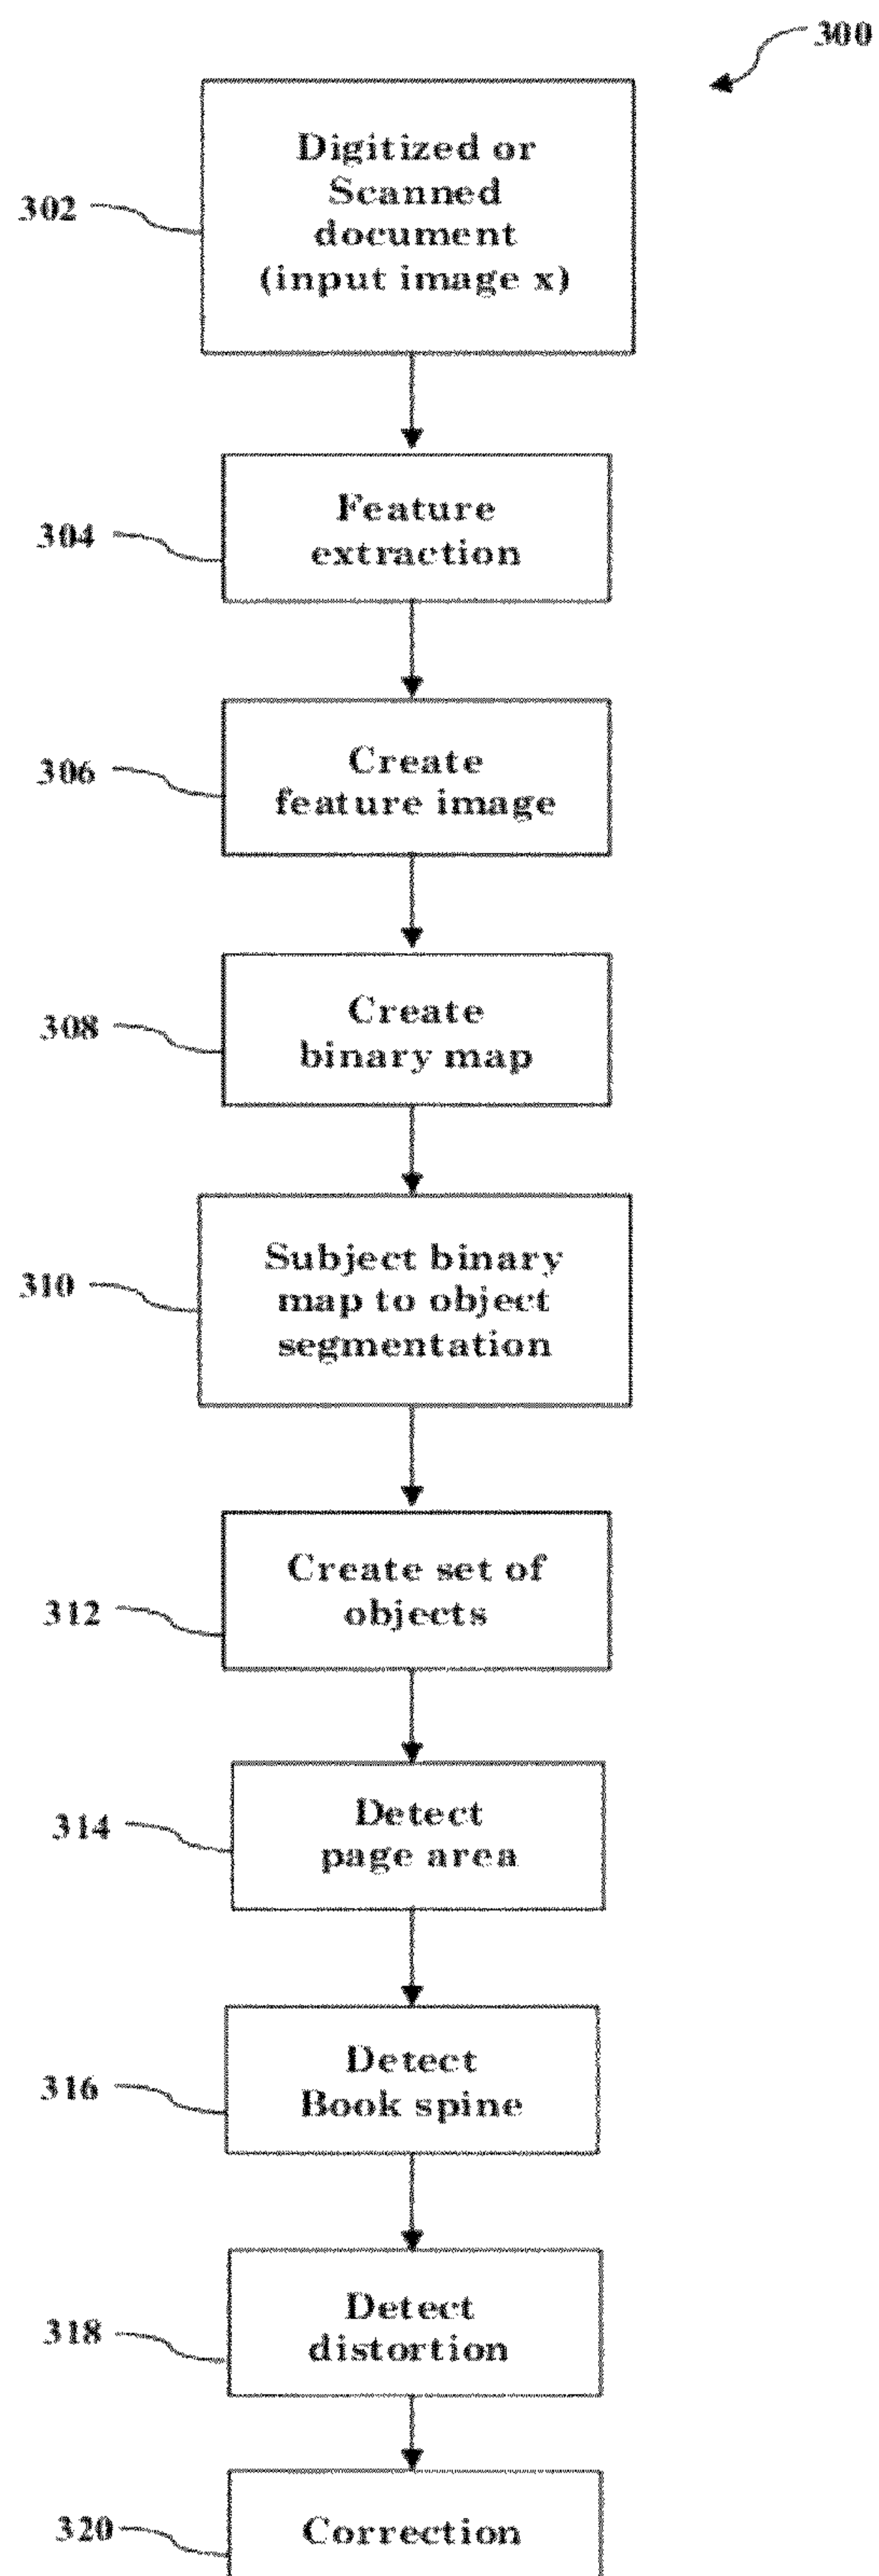 300
302
Digitized or
Scanned
document
(input image x)
304
Feature
extraction
306
Create
feature image
308
Create
binary map
310
Subject binary
map to object
segmentation
312
Create set of
objects
314
Detect
page area
316
Detect
Book spine
318
Detect
distortion
320
Correction